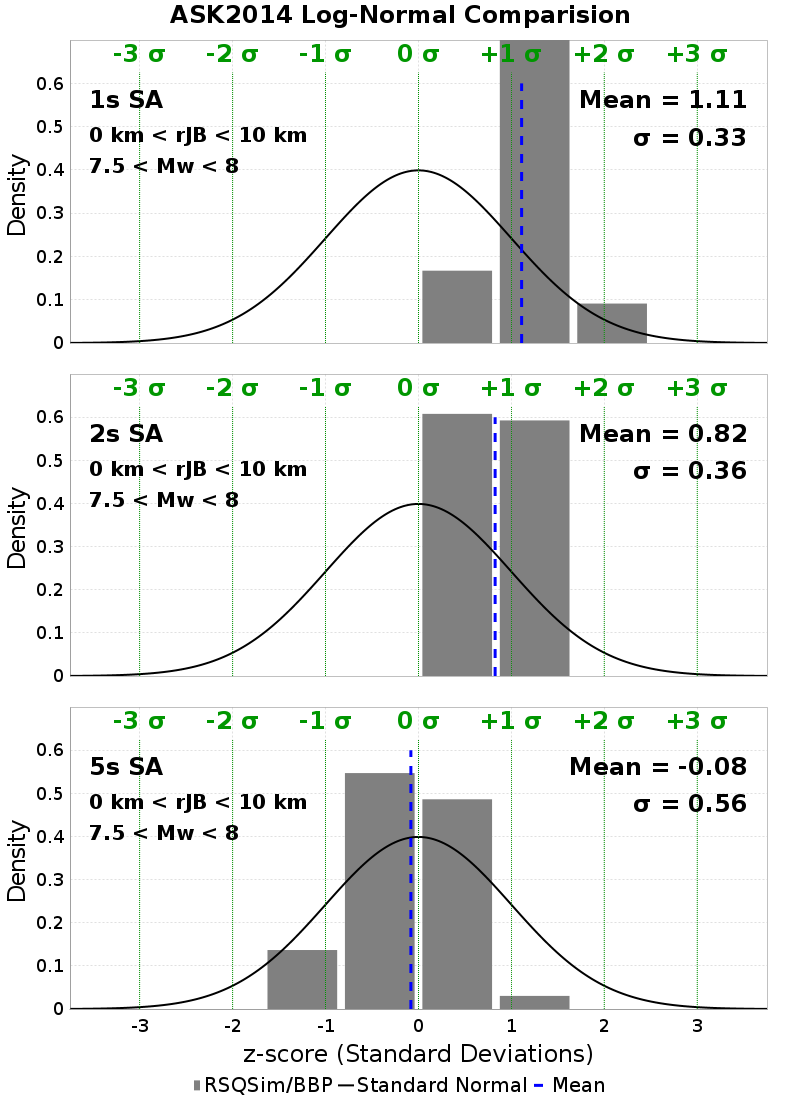 ASK2014 Log-Normal Comparision
-3 σ -2 σ -1 σ 0 σ +1 σ +2 σ +3 σ
1s SA
Mean = 1.11
0 km < rJB < 10 km
σ = 0.33
7.5 < Mw < 8
Density
0.6
0.5
0.4
0.3
0.2
0.1
0
-3 σ -2 σ -1 σ 0 σ +1 σ +2 σ +3 σ
2s SA
Mean = 0.82
0 km < rJB < 10 km
σ = 0.36
7.5 < Mw < 8
Density
0.6
0.5
0.4
0.3
0.2
0.1
0
-3 σ -2 σ -1 σ 0 σ +1 σ +2 σ +3 σ
5s SA
Mean = -0.08
0 km < rJB < 10 km
σ = 0.56
7.5 < Mw < 8
Density
0.6
0.5
0.4
0.3
0.2
0.1
0
-3 -2 -1 0 1 2 3
z-score (Standard Deviations)
RSQSim/BBP Standard Normal Mean